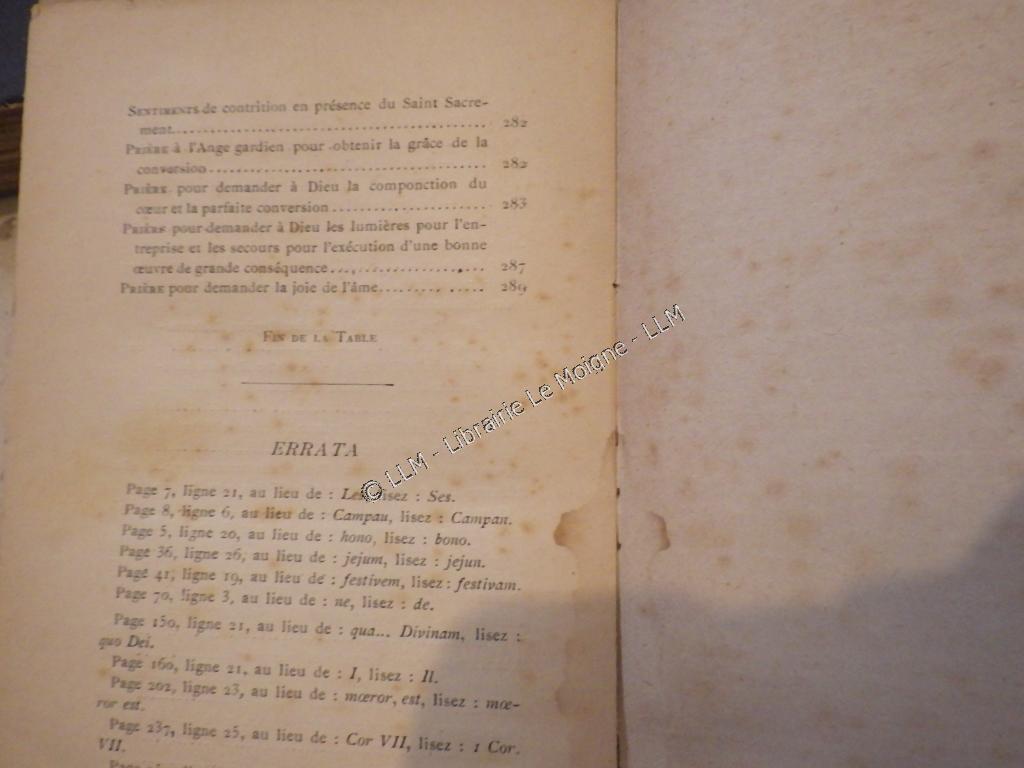 Sentiments de contrition en présence du Saint Sacre-
ment........................................ 282
Prière à l'Ange gardien pour obtenir la grâce de la
conversion.................................... 282
Prière pour demander à Dieu la componction du
cœur et la parfaite conversion...................... 283
Prière pour demander à Dieu les lumières pour l'en-
treprise et les secours pour l'exécution d'une bonne
œuvre de grande conséquence...................... 287
Prière pour demander la joie de l'âme............... 289
Fin de la Table
ERRATA
Page 7, ligne 21, au lieu de : Les, lisez : Ses.
Page 8, ligne 6, au lieu de : Campau, lisez : Campan.
Page 5, ligne 20, au lieu de : hono, lisez : bono.
Page 36, ligne 26, au lieu de : jejum, lisez : jejun.
Page 41, ligne 19, au lieu de : festivem, lisez : festivam.
Page 70, ligne 3, au lieu de : ne, lisez : de.
Page 150, ligne 21, au lieu de : qua... Divinam, lisez :
quo Dei.
Page 160, ligne 21, au lieu de : I, lisez : Il.
Page 202, ligne 23, au lieu de : mœror, est, lisez : mœ-
ror est.
Page 237, ligne 25, au lieu de : Cor VII, lisez : 1 Cor.
VII.
© LLM - Librairie Le Moigne - LLM